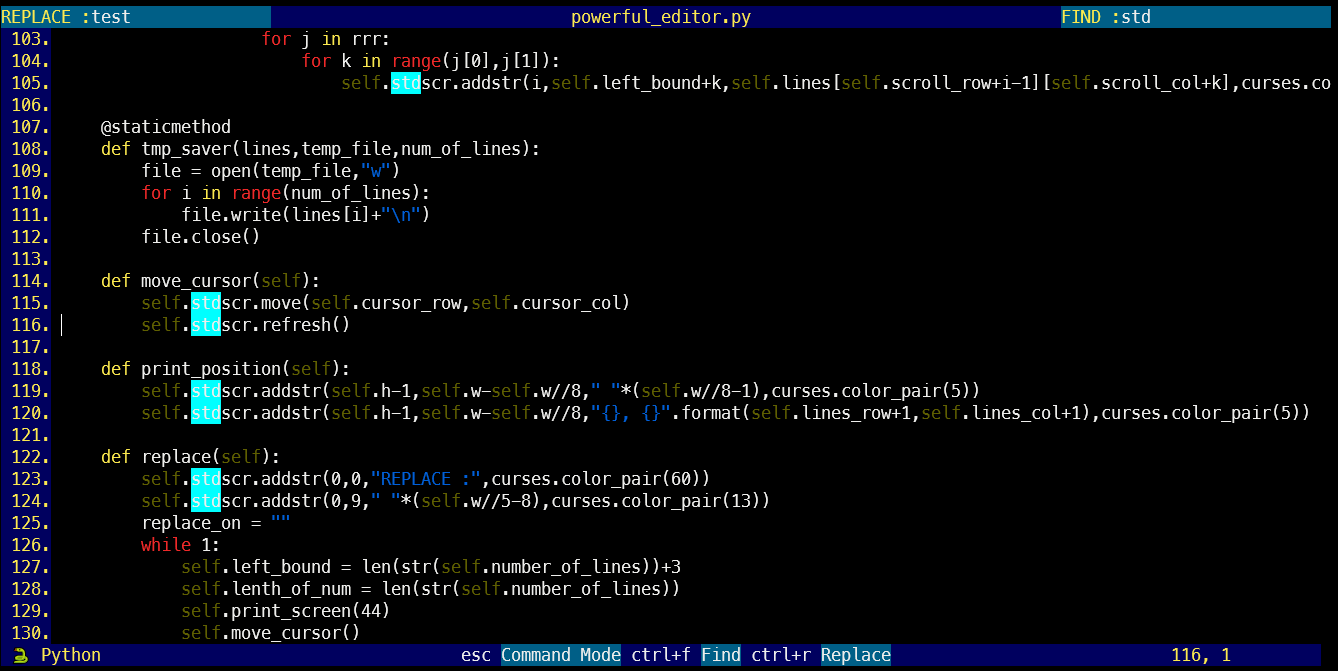 REPLACE :test powerful_editor.py FIND :std
103.                     for j in rrr:
104.                         for k in range(j[0],j[1]):
105.                             self.stdscr.addstr(i,self.left_bound+k,self.lines[self.scroll_row+i-1][self.scroll_col+k],curses.co
106.
107.     @staticmethod
108.     def tmp_saver(lines,temp_file,num_of_lines):
109.         file = open(temp_file,"w")
110.         for i in range(num_of_lines):
111.             file.write(lines[i]+"\n")
112.         file.close()
113.
114.     def move_cursor(self):
115.         self.stdscr.move(self.cursor_row,self.cursor_col)
116.         self.stdscr.refresh()
117.
118.     def print_position(self):
119.         self.stdscr.addstr(self.h-1,self.w-self.w//8," "*(self.w//8-1),curses.color_pair(5))
120.         self.stdscr.addstr(self.h-1,self.w-self.w//8,"{}, {}".format(self.lines_row+1,self.lines_col+1),curses.color_pair(5))
121.
122.     def replace(self):
123.         self.stdscr.addstr(0,0,"REPLACE :",curses.color_pair(60))
124.         self.stdscr.addstr(0,9," "*(self.w//5-8),curses.color_pair(13))
125.         replace_on = ""
126.         while 1:
127.             self.left_bound = len(str(self.number_of_lines))+3
128.             self.lenth_of_num = len(str(self.number_of_lines))
129.             self.print_screen(44)
130.             self.move_cursor()
Python esc Command Mode ctrl+f Find ctrl+r Replace 116, 1